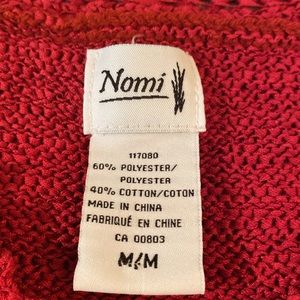 Nomi
117080
60% POLYESTER/
POLYESTER
40% COTTON/COTON
MADE IN CHINA
FABRIQUÉ EN CHINE
CA 00803
M/M